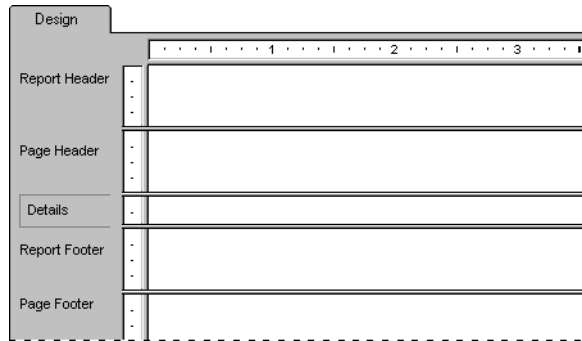 Design
1 2 3
Report Header
Page Header
Details
Report Footer
Page Footer